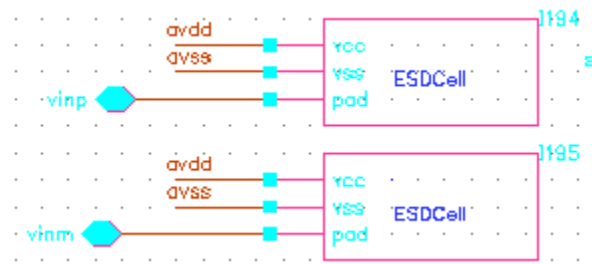 I194
avdd
vcc
avss
vss
ESDCell
vinp
pad
I195
avdd
vcc
avss
vss
ESDCell
vinm
pad